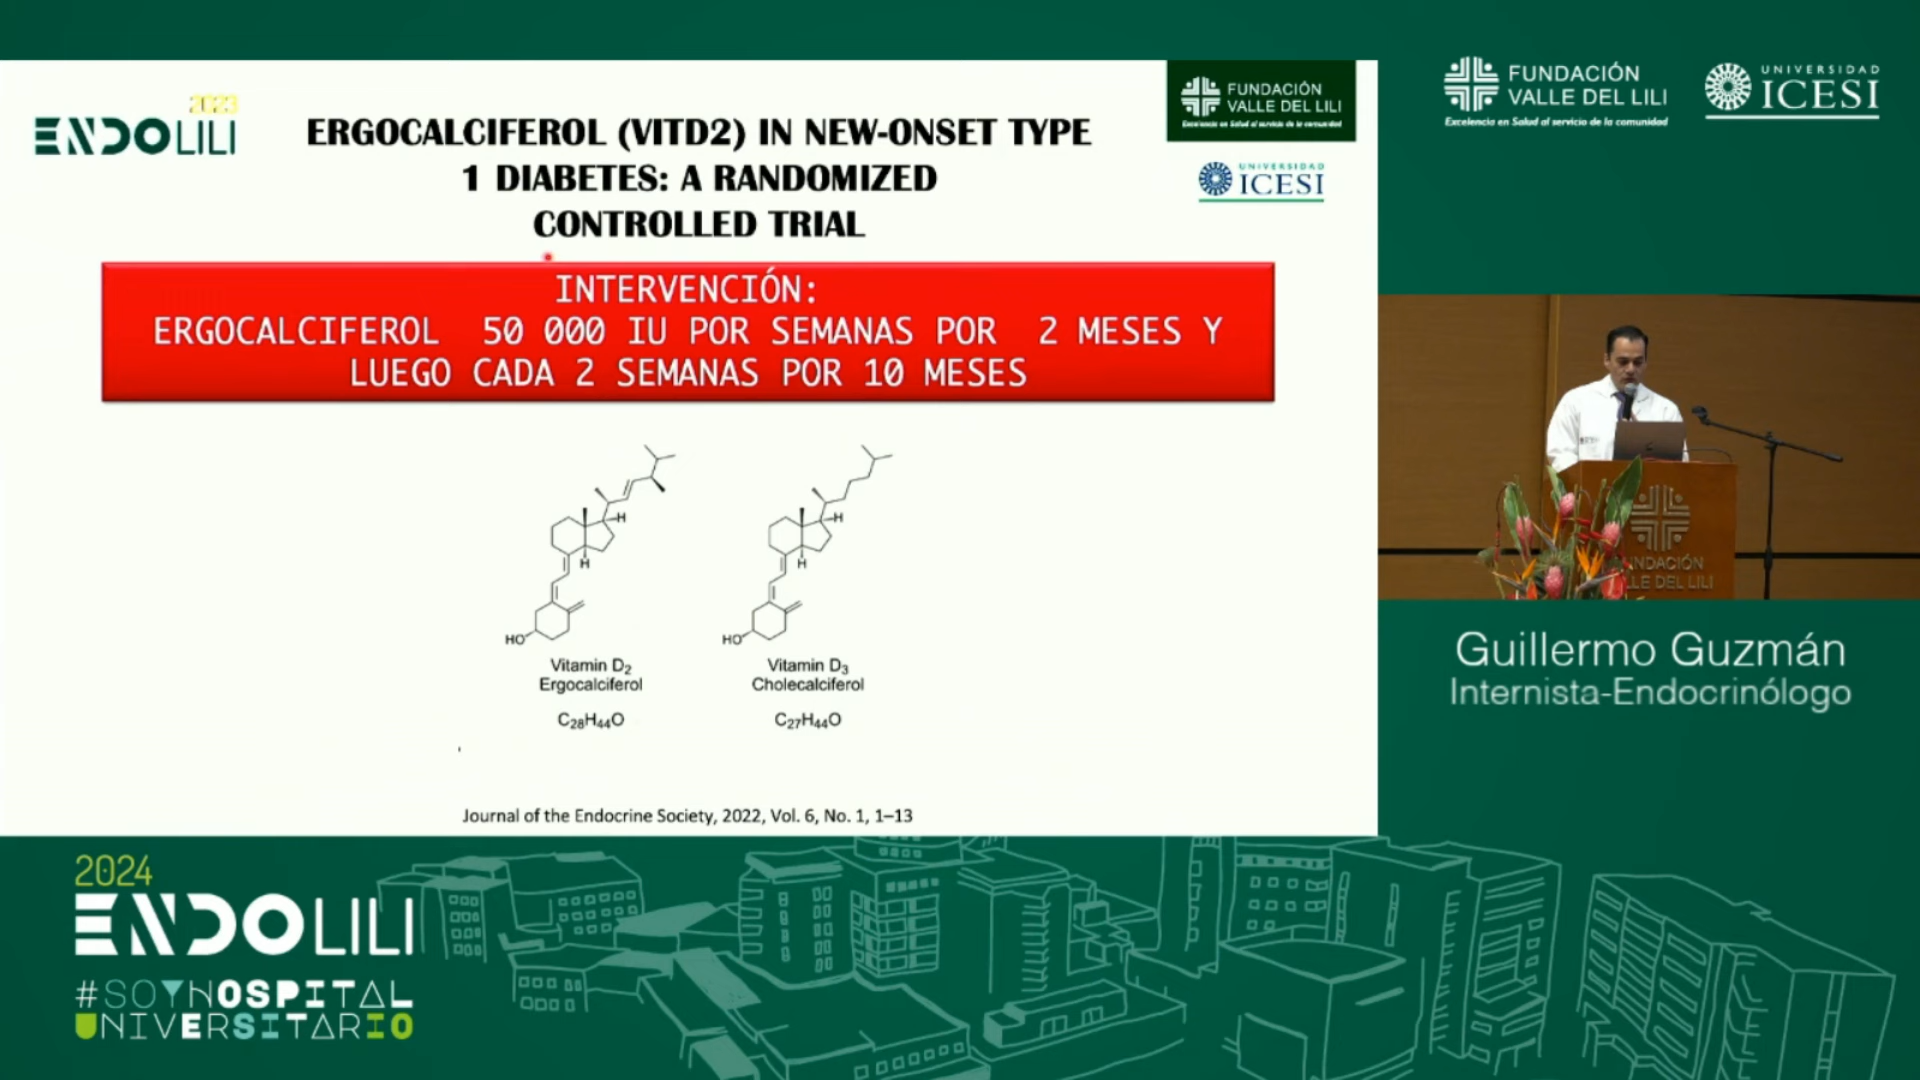 2023
ENDOLILI
ERGOCALCIFEROL (VITD2) IN NEW-ONSET TYPE
1 DIABETES: A RANDOMIZED
CONTROLLED TRIAL
FUNDACIÓN
VALLE DEL LILI
Excelencia en Salud al servicio de la comunidad
UNIVERSIDAD
ICESI
INTERVENCIÓN:
ERGOCALCIFEROL 50 000 IU POR SEMANAS POR 2 MESES Y
LUEGO CADA 2 SEMANAS POR 10 MESES
H
H
HO
Vitamin D2
Ergocalciferol
C28H44O
H
H
HO
Vitamin D3
Cholecalciferol
C27H44O
Journal of the Endocrine Society, 2022, Vol. 6, No. 1, 1–13
FUNDACIÓN
VALLE DEL LILI
Excelencia en Salud al servicio de la comunidad
UNIVERSIDAD
ICESI
Guillermo Guzmán
Internista-Endocrinólogo
2024
ENDOLILI
#SOYHOSPITAL
UNIVERSITARIO